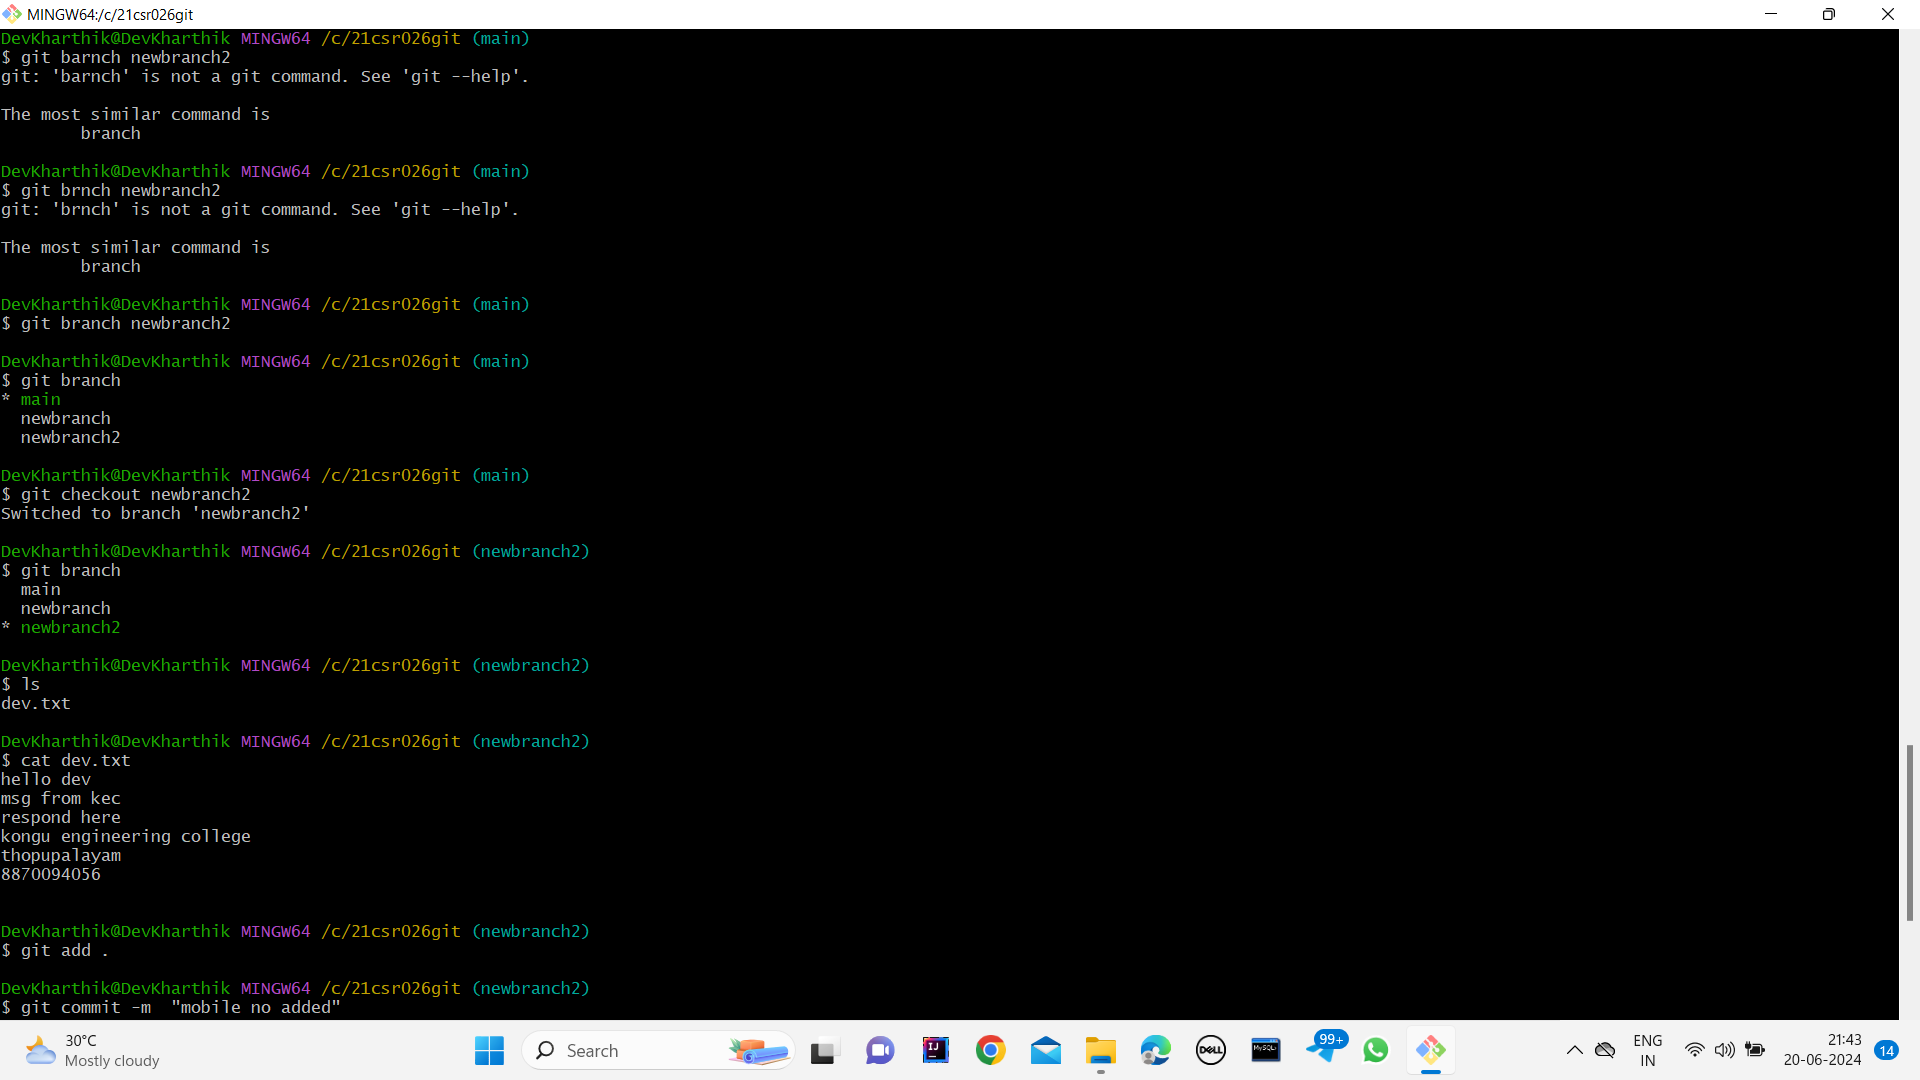 MINGW64:/c/21csr026git
DevKharthik@DevKharthik MINGW64 /c/21csr026git (main)
$ git barnch newbranch2
git: 'barnch' is not a git command. See 'git --help'.
The most similar command is
branch
DevKharthik@DevKharthik MINGW64 /c/21csr026git (main)
$ git brnch newbranch2
git: 'brnch' is not a git command. See 'git --help'.
The most similar command is
branch
DevKharthik@DevKharthik MINGW64 /c/21csr026git (main)
$ git branch newbranch2
DevKharthik@DevKharthik MINGW64 /c/21csr026git (main)
$ git branch
* main
newbranch
newbranch2
DevKharthik@DevKharthik MINGW64 /c/21csr026git (main)
$ git checkout newbranch2
Switched to branch 'newbranch2'
DevKharthik@DevKharthik MINGW64 /c/21csr026git (newbranch2)
$ git branch
main
newbranch
* newbranch2
DevKharthik@DevKharthik MINGW64 /c/21csr026git (newbranch2)
$ ls
dev.txt
DevKharthik@DevKharthik MINGW64 /c/21csr026git (newbranch2)
$ cat dev.txt
hello dev
msg from kec
respond here
kongu engineering college
thopupalayam
8870094056
DevKharthik@DevKharthik MINGW64 /c/21csr026git (newbranch2)
$ git add .
DevKharthik@DevKharthik MINGW64 /c/21csr026git (newbranch2)
$ git commit -m  "mobile no added"
30°C
Mostly cloudy
Search
IJ
DELL
MySQL
99+
ENG
IN
21:43
20-06-2024
14